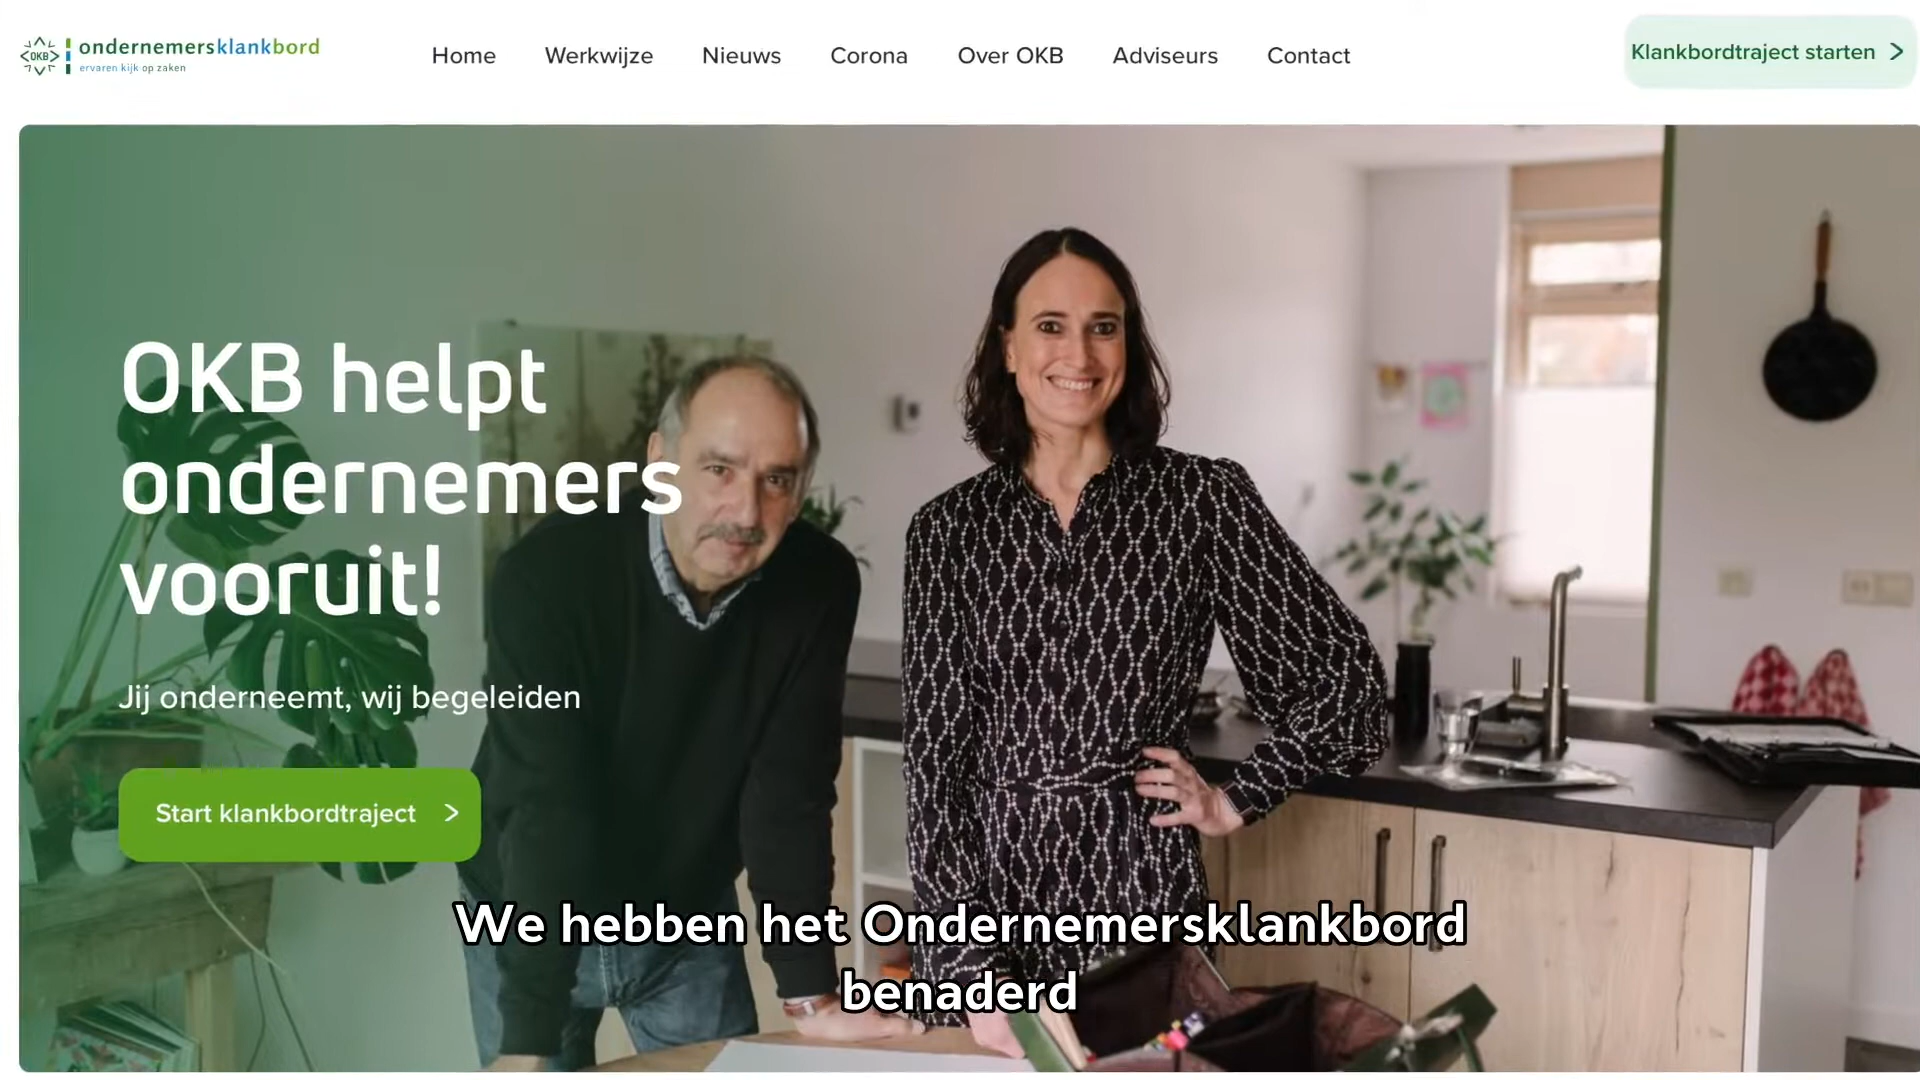 OKB
ondernemersklankbord
ervaren kijk op zaken
Home
Werkwijze
Nieuws
Corona
Over OKB
Adviseurs
Contact
Klankbordtraject starten
OKB helpt
ondernemers
vooruit!
Jij onderneemt, wij begeleiden
Start klankbordtraject
We hebben het Ondernemersklankbord
benaderd